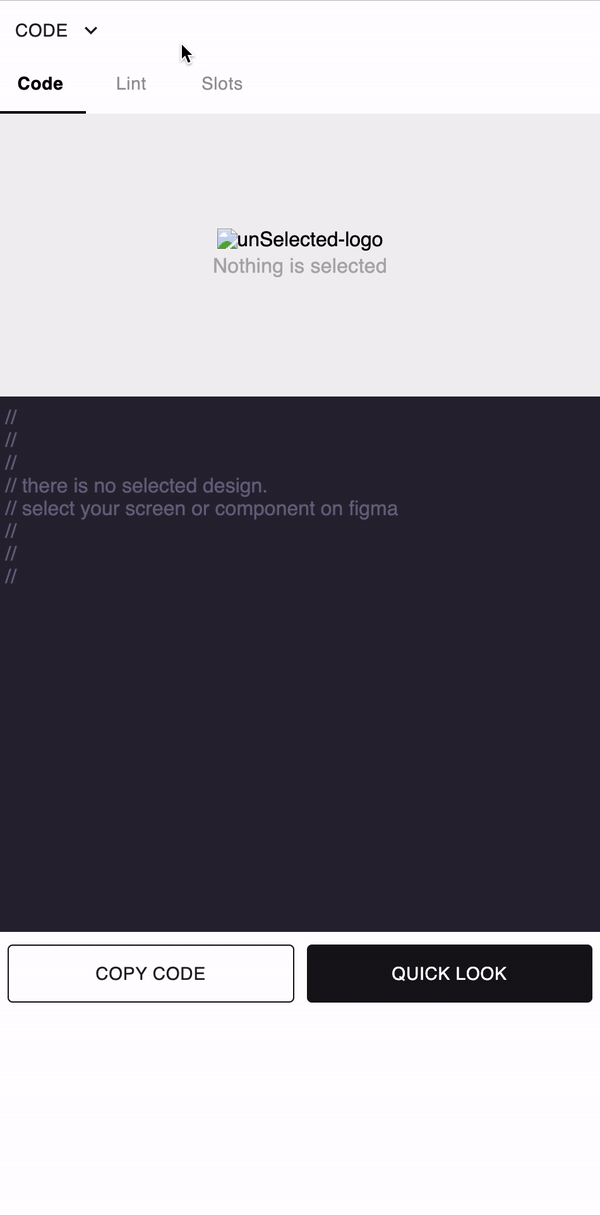 CODE
Code Lint Slots
unSelected-logo
Nothing is selected
//
//
//
// there is no selected design.
// select your screen or component on figma
//
//
//
COPY CODE QUICK LOOK